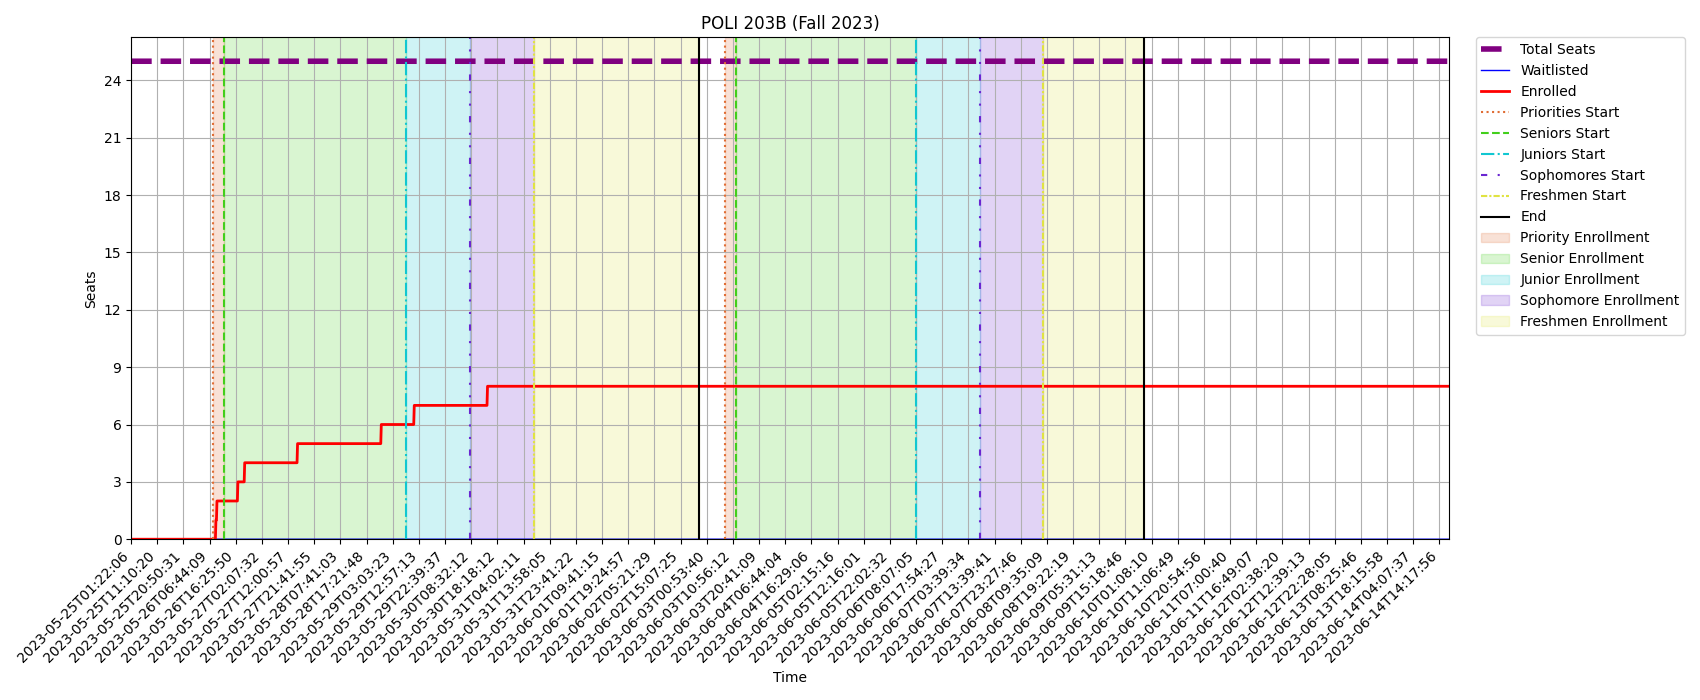 POLI 203B (Fall 2023)
Seats
24
21
18
15
12
9
6
3
0
2023-05-25T01:22:06
2023-05-25T11:10:20
2023-05-25T20:50:31
2023-05-26T06:44:09
2023-05-26T16:25:50
2023-05-27T02:07:32
2023-05-27T12:00:57
2023-05-27T21:41:55
2023-05-28T07:41:03
2023-05-28T17:21:48
2023-05-29T03:03:23
2023-05-29T12:57:13
2023-05-29T22:39:37
2023-05-30T08:32:12
2023-05-30T18:18:12
2023-05-31T04:02:11
2023-05-31T13:58:05
2023-05-31T23:41:22
2023-06-01T09:41:15
2023-06-01T19:24:57
2023-06-02T05:21:29
2023-06-02T15:07:25
2023-06-03T00:53:40
2023-06-03T10:56:12
2023-06-03T20:41:09
2023-06-04T06:44:04
2023-06-04T16:29:06
2023-06-05T02:15:16
2023-06-05T12:16:01
2023-06-05T22:02:32
2023-06-06T08:07:05
2023-06-06T17:54:27
2023-06-07T03:39:34
2023-06-07T13:39:41
2023-06-07T23:27:46
2023-06-08T09:35:09
2023-06-08T19:22:19
2023-06-09T05:31:13
2023-06-09T15:18:46
2023-06-10T01:08:10
2023-06-10T11:06:49
2023-06-10T20:54:56
2023-06-11T07:00:40
2023-06-11T16:49:07
2023-06-12T02:38:20
2023-06-12T12:39:13
2023-06-12T22:28:05
2023-06-13T08:25:46
2023-06-13T18:15:58
2023-06-14T04:07:37
2023-06-14T14:17:56
Time
Total Seats
Waitlisted
Enrolled
Priorities Start
Seniors Start
Juniors Start
Sophomores Start
Freshmen Start
End
Priority Enrollment
Senior Enrollment
Junior Enrollment
Sophomore Enrollment
Freshmen Enrollment